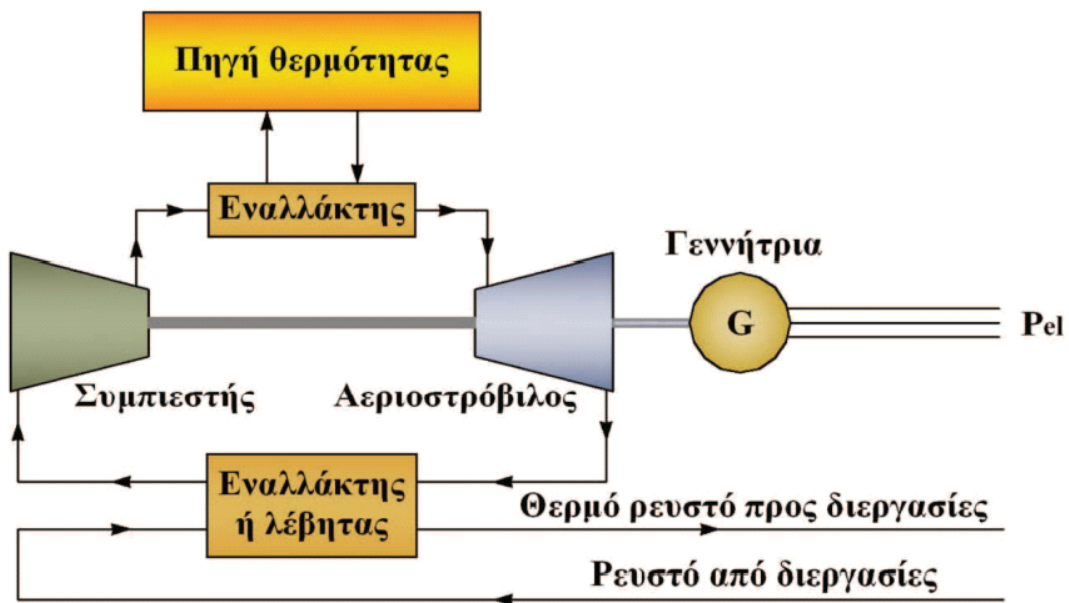 Πηγή θερμότητας
Εναλλάκτης
Γεννήτρια
G
Pel
Συμπιεστής
Αεριοστρόβιλος
Εναλλάκτης
ή λέβητας
Θερμό ρευστό προς διεργασίες
Ρευστό από διεργασίες